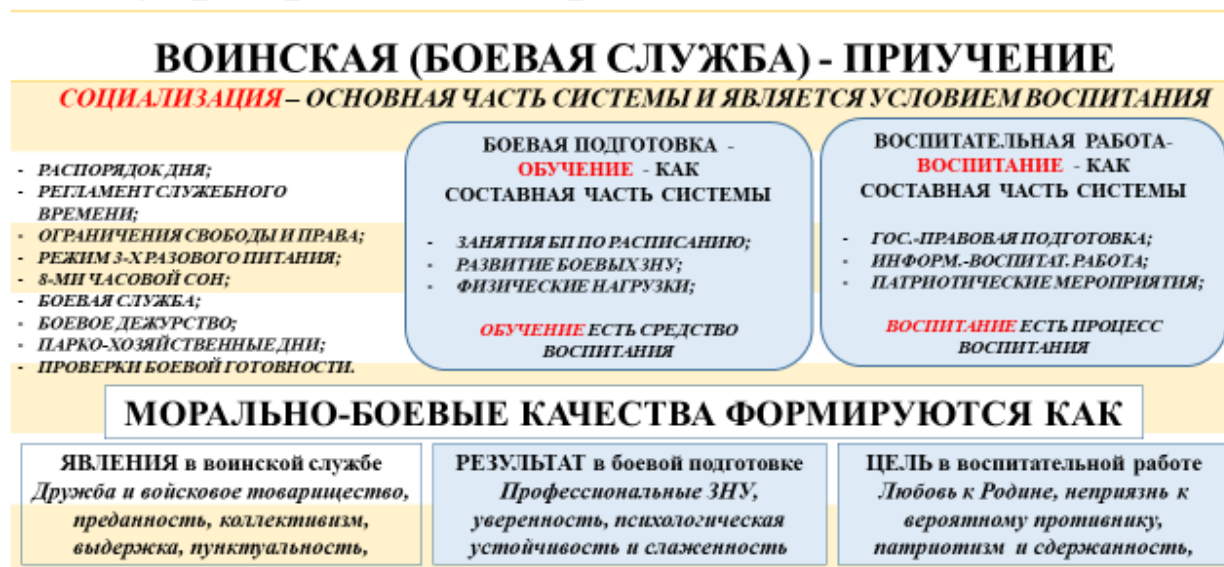 ВОИНСКАЯ (БОЕВАЯ СЛУЖБА) - ПРИУЧЕНИЕ
СОЦИАЛИЗАЦИЯ – ОСНОВНАЯ ЧАСТЬ СИСТЕМЫ И ЯВЛЯЕТСЯ УСЛОВИЕМ ВОСПИТАНИЯ
- РАСПОРЯДОК ДНЯ;
- РЕГЛАМЕНТ СЛУЖЕБНОГО
ВРЕМЕНИ;
- ОГРАНИЧЕНИЯ СВОБОДЫ И ПРАВА;
- РЕЖИМ 3-Х РАЗОВОГО ПИТАНИЯ;
- 8-МИ ЧАСОВОЙ СОН;
- БОЕВАЯ СЛУЖБА;
- БОЕВОЕ ДЕЖУРСТВО;
- ПАРКО-ХОЗЯЙСТВЕННЫЕ ДНИ;
- ПРОВЕРКИ БОЕВОЙ ГОТОВНОСТИ.
БОЕВАЯ ПОДГОТОВКА -
ОБУЧЕНИЕ - КАК
СОСТАВНАЯ ЧАСТЬ СИСТЕМЫ
- ЗАНЯТИЯ БП ПО РАСПИСАНИЮ;
- РАЗВИТИЕ БОЕВЫХ ЗНУ;
- ФИЗИЧЕСКИЕ НАГРУЗКИ;
ОБУЧЕНИЕ ЕСТЬ СРЕДСТВО
ВОСПИТАНИЯ
ВОСПИТАТЕЛЬНАЯ РАБОТА-
ВОСПИТАНИЕ - КАК
СОСТАВНАЯ ЧАСТЬ СИСТЕМЫ
- ГОС.-ПРАВОВАЯ ПОДГОТОВКА;
- ИНФОРМ.-ВОСПИТАТ. РАБОТА;
- ПАТРИОТИЧЕСКИЕ МЕРОПРИЯТИЯ;
ВОСПИТАНИЕ ЕСТЬ ПРОЦЕСС
ВОСПИТАНИЯ
МОРАЛЬНО-БОЕВЫЕ КАЧЕСТВА ФОРМИРУЮТСЯ КАК
ЯВЛЕНИЯ в воинской службе
Дружба и войсковое товарищество,
преданность, коллективизм,
выдержка, пунктуальность,
РЕЗУЛЬТАТ в боевой подготовке
Профессиональные ЗНУ,
уверенность, психологическая
устойчивость и слаженность
ЦЕЛЬ в воспитательной работе
Любовь к Родине, неприязнь к
вероятному противнику,
патриотизм и сдержанность,